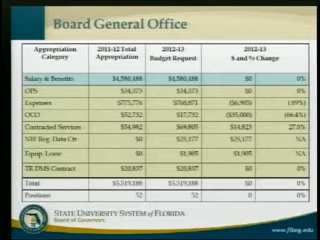 Board General Office
Appropriation Category 2011-12 Total Appropriation 2012-13 Budget Request 2012-13 $ and % Change
Salary & Benefits $4,580,488 $4,580,488 $0 0%
OPS $34,373 $34,373 $0 0%
Expenses $775,776 $768,871 ($6,905) (.89%)
OCO $52,732 $17,732 ($35,000) (66.4%)
Contracted Services $54,982 $69,805 $14,823 27.0%
NW Reg. Data Ctr $0 $25,177 $25,177 NA
Equip. Lease $0 $1,905 $1,905 NA
TR DMS Contract $20,837 $20,837 $0 0%
Total $5,519,188 $5,519,188 $0 0%
Positions 52 52 0 0%
STATE UNIVERSITY SYSTEM of FLORIDA
Board of Governors
www.flbog.edu